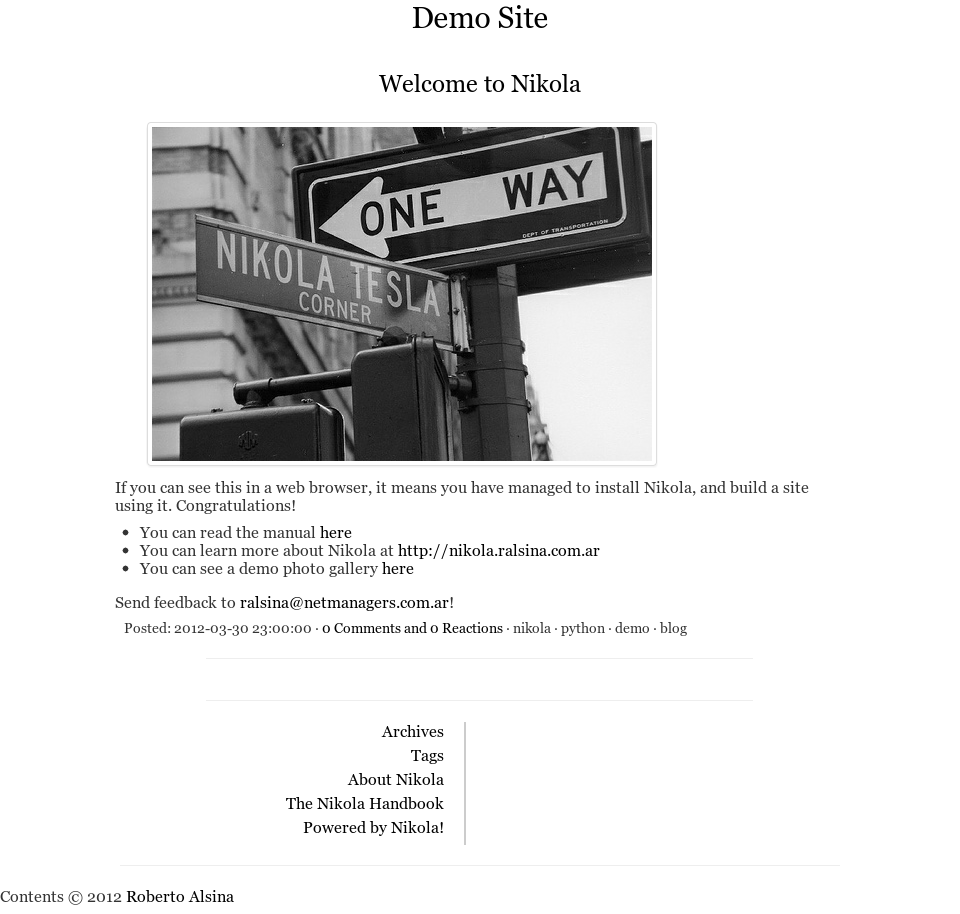 Demo Site
Welcome to Nikola
ONE WAY
DEPT OF TRANSPORTATION
NIKOLA TESLA
CORNER
If you can see this in a web browser, it means you have managed to install Nikola, and build a site
using it. Congratulations!
• You can read the manual here
• You can learn more about Nikola at http://nikola.ralsina.com.ar
• You can see a demo photo gallery here
Send feedback to ralsina@netmanagers.com.ar!
Posted: 2012-03-30 23:00:00 · 0 Comments and 0 Reactions · nikola · python · demo · blog
Archives
Tags
About Nikola
The Nikola Handbook
Powered by Nikola!
Contents © 2012 Roberto Alsina